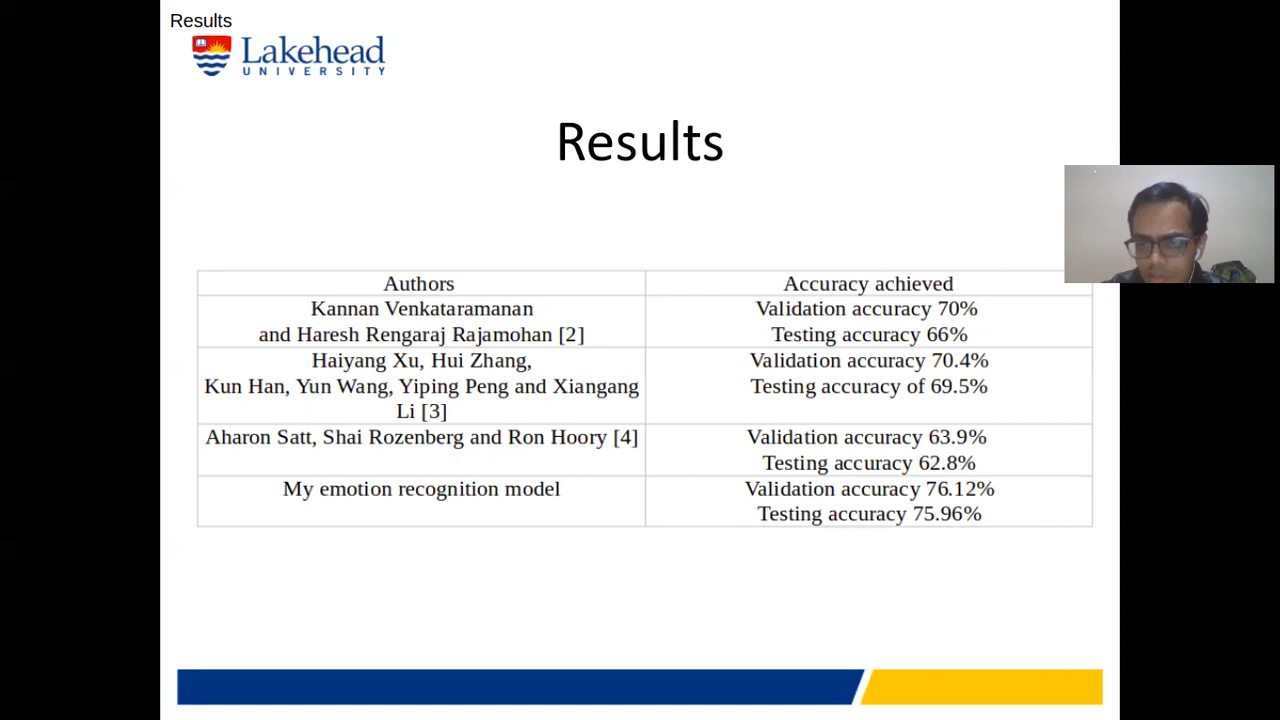 Results
Lakehead
UNIVERSITY
Results
Authors
Accuracy achieved
Kannan Venkataramanan
and Haresh Rengaraj Rajamohan [2]
Validation accuracy 70%
Testing accuracy 66%
Haiyang Xu, Hui Zhang,
Kun Han, Yun Wang, Yiping Peng and Xiangang
Li [3]
Validation accuracy 70.4%
Testing accuracy of 69.5%
Aharon Satt, Shai Rozenberg and Ron Hoory [4]
Validation accuracy 63.9%
Testing accuracy 62.8%
My emotion recognition model
Validation accuracy 76.12%
Testing accuracy 75.96%